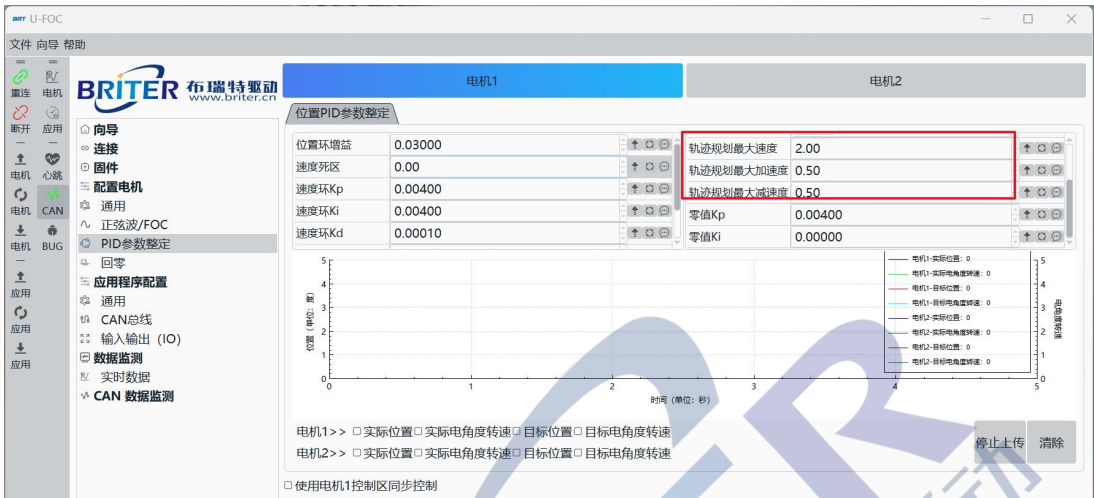 BRT U-FOC
文件 向导 帮助
重连 电机
断开 应用
电机 心跳
电机 CAN
电机 BUG
应用
应用
应用
BRITER 布瑞特驱动
www.briter.cn
向导
连接
固件
配置电机
通用
正弦波/FOC
PID参数整定
回零
应用程序配置
通用
CAN总线
输入输出（IO）
数据监测
实时数据
CAN 数据监测
电机1 电机2
位置PID参数整定
位置环增益 0.03000
速度死区 0.00
速度环Kp 0.00400
速度环Ki 0.00400
速度环Kd 0.00010
轨迹规划最大速度 2.00
轨迹规划最大加速度 0.50
轨迹规划最大减速度 0.50
零值Kp 0.00400
零值Ki 0.00000
位置（单位：度）
5
4
3
2
1
0
0 1 2 3 4 5
时间（单位：秒）
5
4
3
2
1
0
电角度转速
电机1-实际位置：0
电机1-实际电角度转速：0
电机1-目标位置：0
电机1-目标电角度转速：0
电机2-实际位置：0
电机2-实际电角度转速：0
电机2-目标位置：0
电机2-目标电角度转速：0
电机1>> 实际位置 实际电角度转速 目标位置 目标电角度转速
电机2>> 实际位置 实际电角度转速 目标位置 目标电角度转速
停止上传 清除
使用电机1控制区同步控制